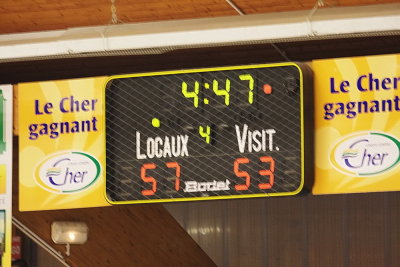 Le Cher
gagnant
Cher
4:47
4
LOCAUX
VISIT.
57
53
Bodet
Le Cher
gagnant
Cher